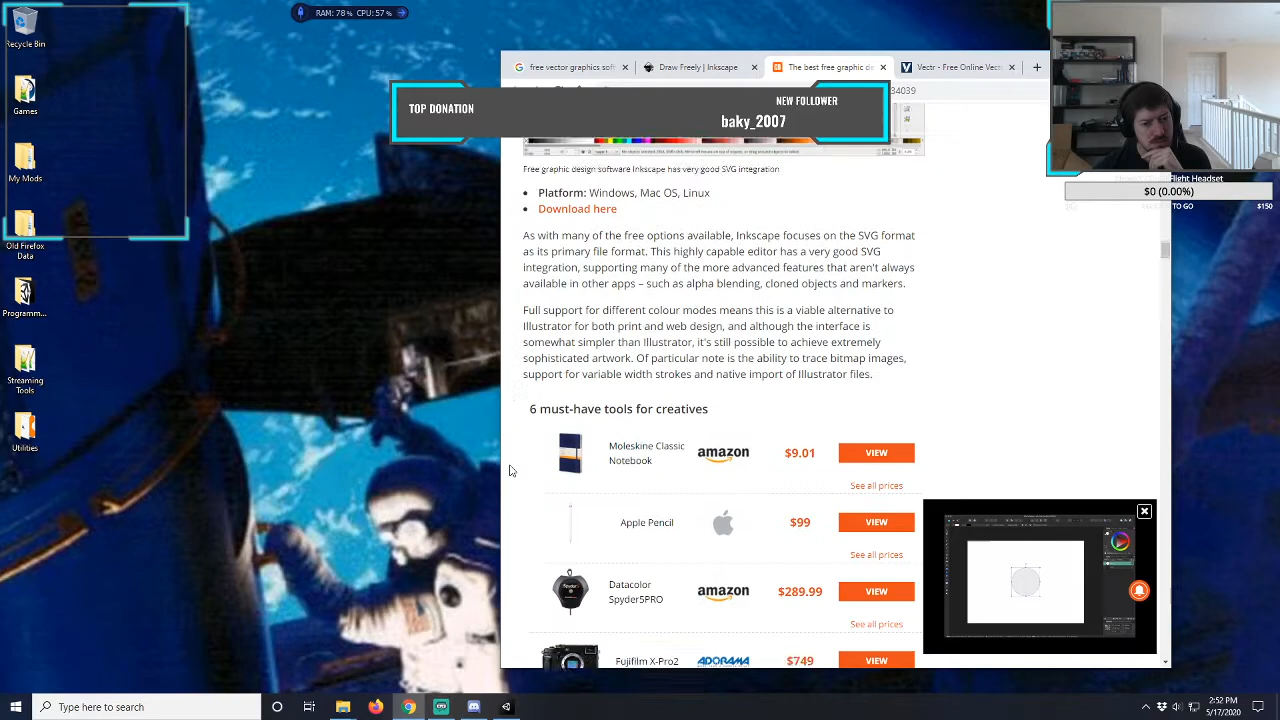 RAM: 78 % CPU: 57 %
Recycle Bin
My Mods
Old Firefox
Data
Programm...
Streaming
Tools
Utilities
free vector graphics soft
Draw Freely | Inkscape
The best free graphic de
Vectr - Free Online Vect
34039
TOP DONATION
NEW FOLLOWER
baky_2007
Flight Headset
$0 (0.00%)
TO GO
$150
Free graphic design software Inkscape has very good SVG integration
Platform: Windows, Mac OS, Linux
Download here
As with many of the free options available, Inkscape focuses on the SVG format
as its primary file format. This highly capable editor has a very good SVG
integration, supporting many of the more advanced features that aren't always
available in other apps – such as alpha blending, cloned objects and markers.
Full support for different colour modes means this is a viable alternative to
Illustrator for both print and web design, and although the interface is
somewhat simpler than Illustrator, it's still possible to achieve extremely
sophisticated artwork. Of particular note is the ability to trace bitmap images,
support for variable width strokes and native import of Illustrator files.
6 must-have tools for creatives
Moleskine Classic
Notebook
amazon
$9.01
VIEW
See all prices
Apple Pencil
$99
VIEW
See all prices
Datacolor
Spyder5PRO
amazon
$289.99
VIEW
See all prices
Fujifilm X-Pro2
ADORAMA
$749
VIEW
Type here to search
2:52 PM
5/17/2020